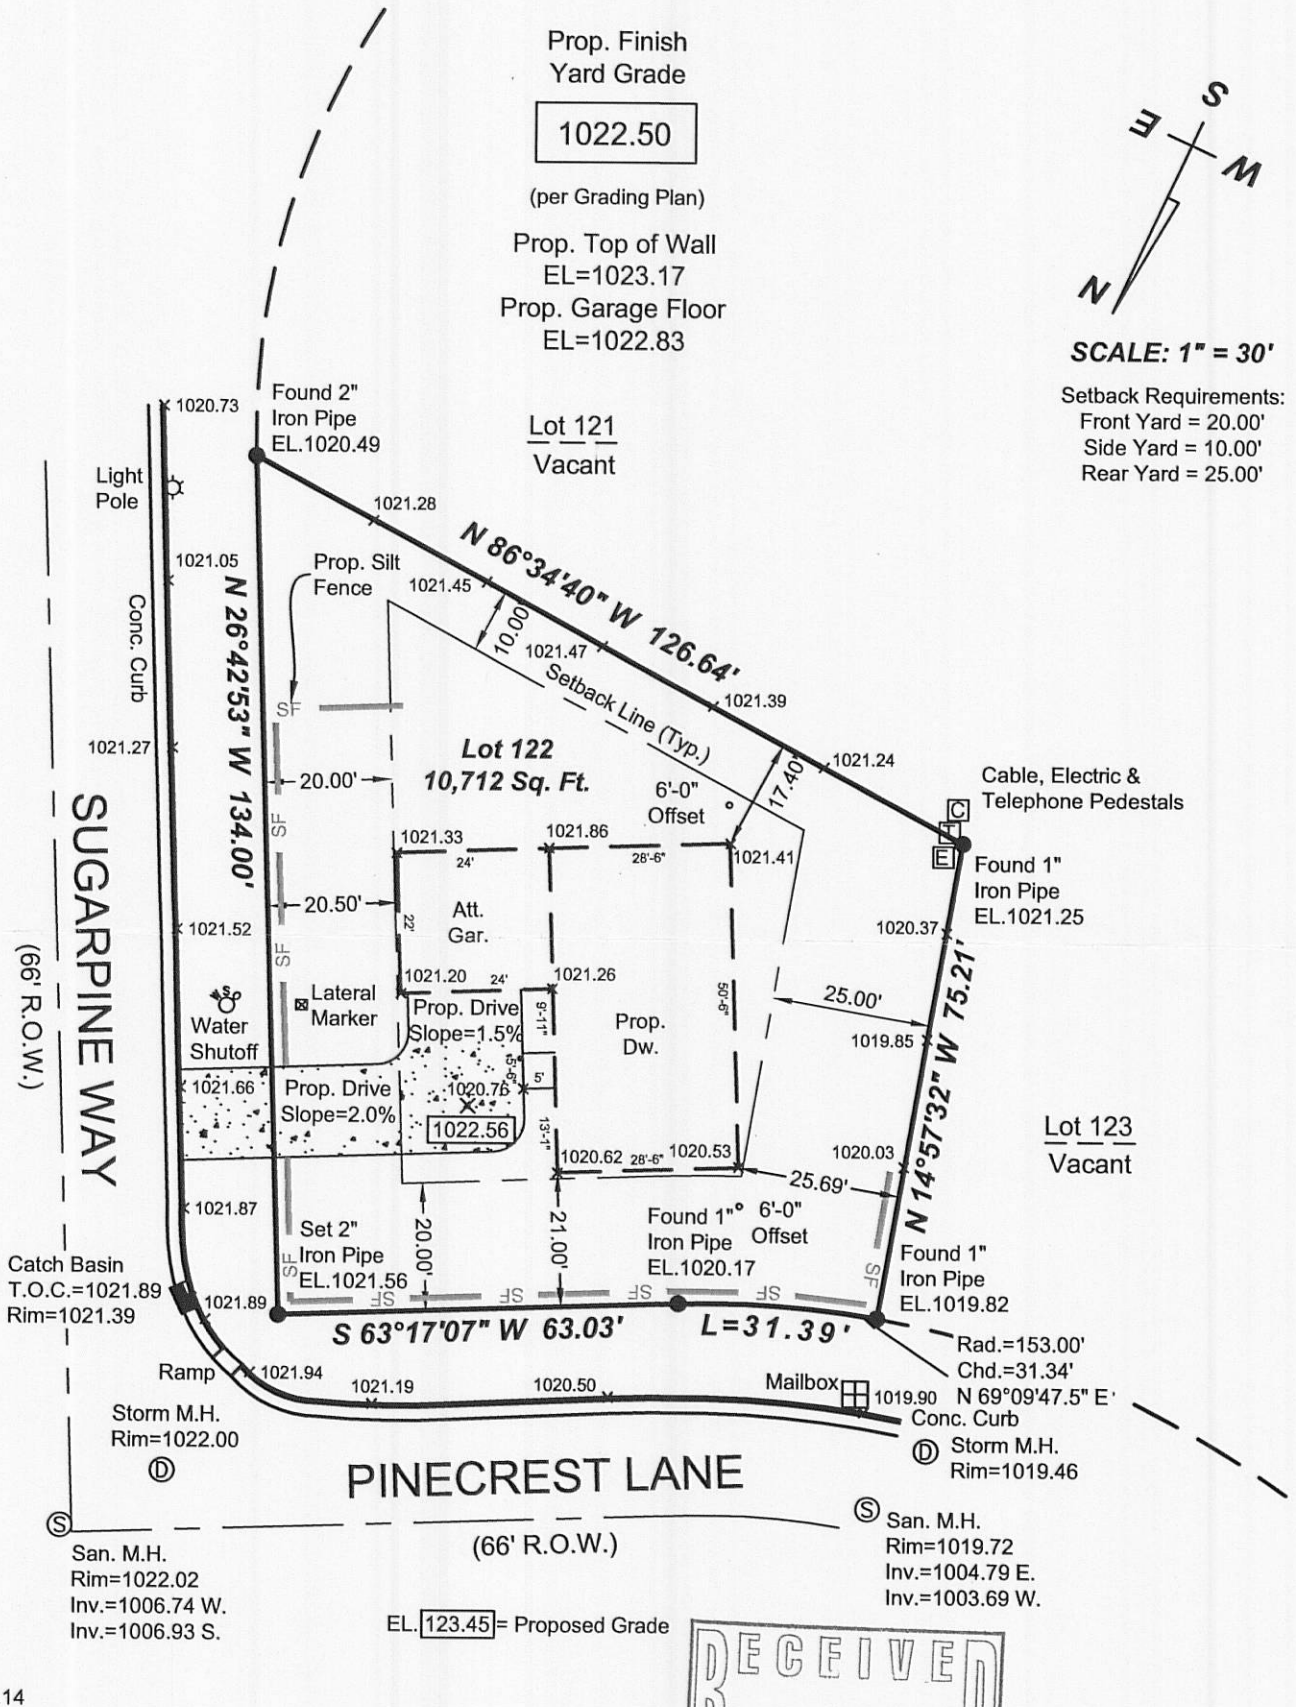 Prop. Finish
Yard Grade
1022.50
(per Grading Plan)
Prop. Top of Wall
EL=1023.17
Prop. Garage Floor
EL=1022.83
S
E
W
N
SCALE: 1" = 30'
Setback Requirements:
Front Yard = 20.00'
Side Yard = 10.00'
Rear Yard = 25.00'
1020.73
Found 2"
Iron Pipe
EL.1020.49
Lot 121
Vacant
Light
Pole
1021.28
N 86°34'40" W 126.64'
1021.05
Prop. Silt
Fence
1021.45
10.00'
1021.47
Conc. Curb
N 26°42'53" W 134.00'
Setback Line (Typ.)
1021.39
SF
1021.27
Lot 122
10,712 Sq. Ft.
20.00'
6'-0"
Offset
17.40'
1021.24
Cable, Electric &
Telephone Pedestals
C
T
E
SF
1021.33
24'
1021.86
28'-6"
1021.41
Found 1"
Iron Pipe
EL.1021.25
SUGARPINE WAY
(66' R.O.W.)
20.50'
22'
Att.
Gar.
1021.52
SF
1020.37
1021.20
24'
1021.26
S
Water
Shutoff
Lateral
Marker
Prop. Drive
Slope=1.5%
9'-11"
Prop.
Dw.
50'-6"
25.00'
1019.85
N 14°57'32" W 75.21'
1021.66
Prop. Drive
Slope=2.0%
5'-6"
5'
1020.76
1022.56
13'-1"
Lot 123
Vacant
1020.62
28'-6"
1020.53
1020.03
25.69'
1021.87
20.00'
21.00'
Set 2"
Iron Pipe
EL.1021.56
SF
Found 1"
Iron Pipe
EL.1020.17
6'-0"
Offset
Found 1"
Iron Pipe
EL.1019.82
SF
Catch Basin
T.O.C.=1021.89
Rim=1021.39
1021.89
SF
SF
SF
SF
S 63°17'07" W 63.03'
L=31.39'
Rad.=153.00'
Chd.=31.34'
N 69°09'47.5" E
Ramp
1021.94
1021.19
1020.50
Mailbox
1019.90
Conc. Curb
Storm M.H.
Rim=1022.00
D
D
Storm M.H.
Rim=1019.46
PINECREST LANE
(66' R.O.W.)
S
San. M.H.
Rim=1022.02
Inv.=1006.74 W.
Inv.=1006.93 S.
S
San. M.H.
Rim=1019.72
Inv.=1004.79 E.
Inv.=1003.69 W.
EL. 123.45 = Proposed Grade
RECEIVED
14